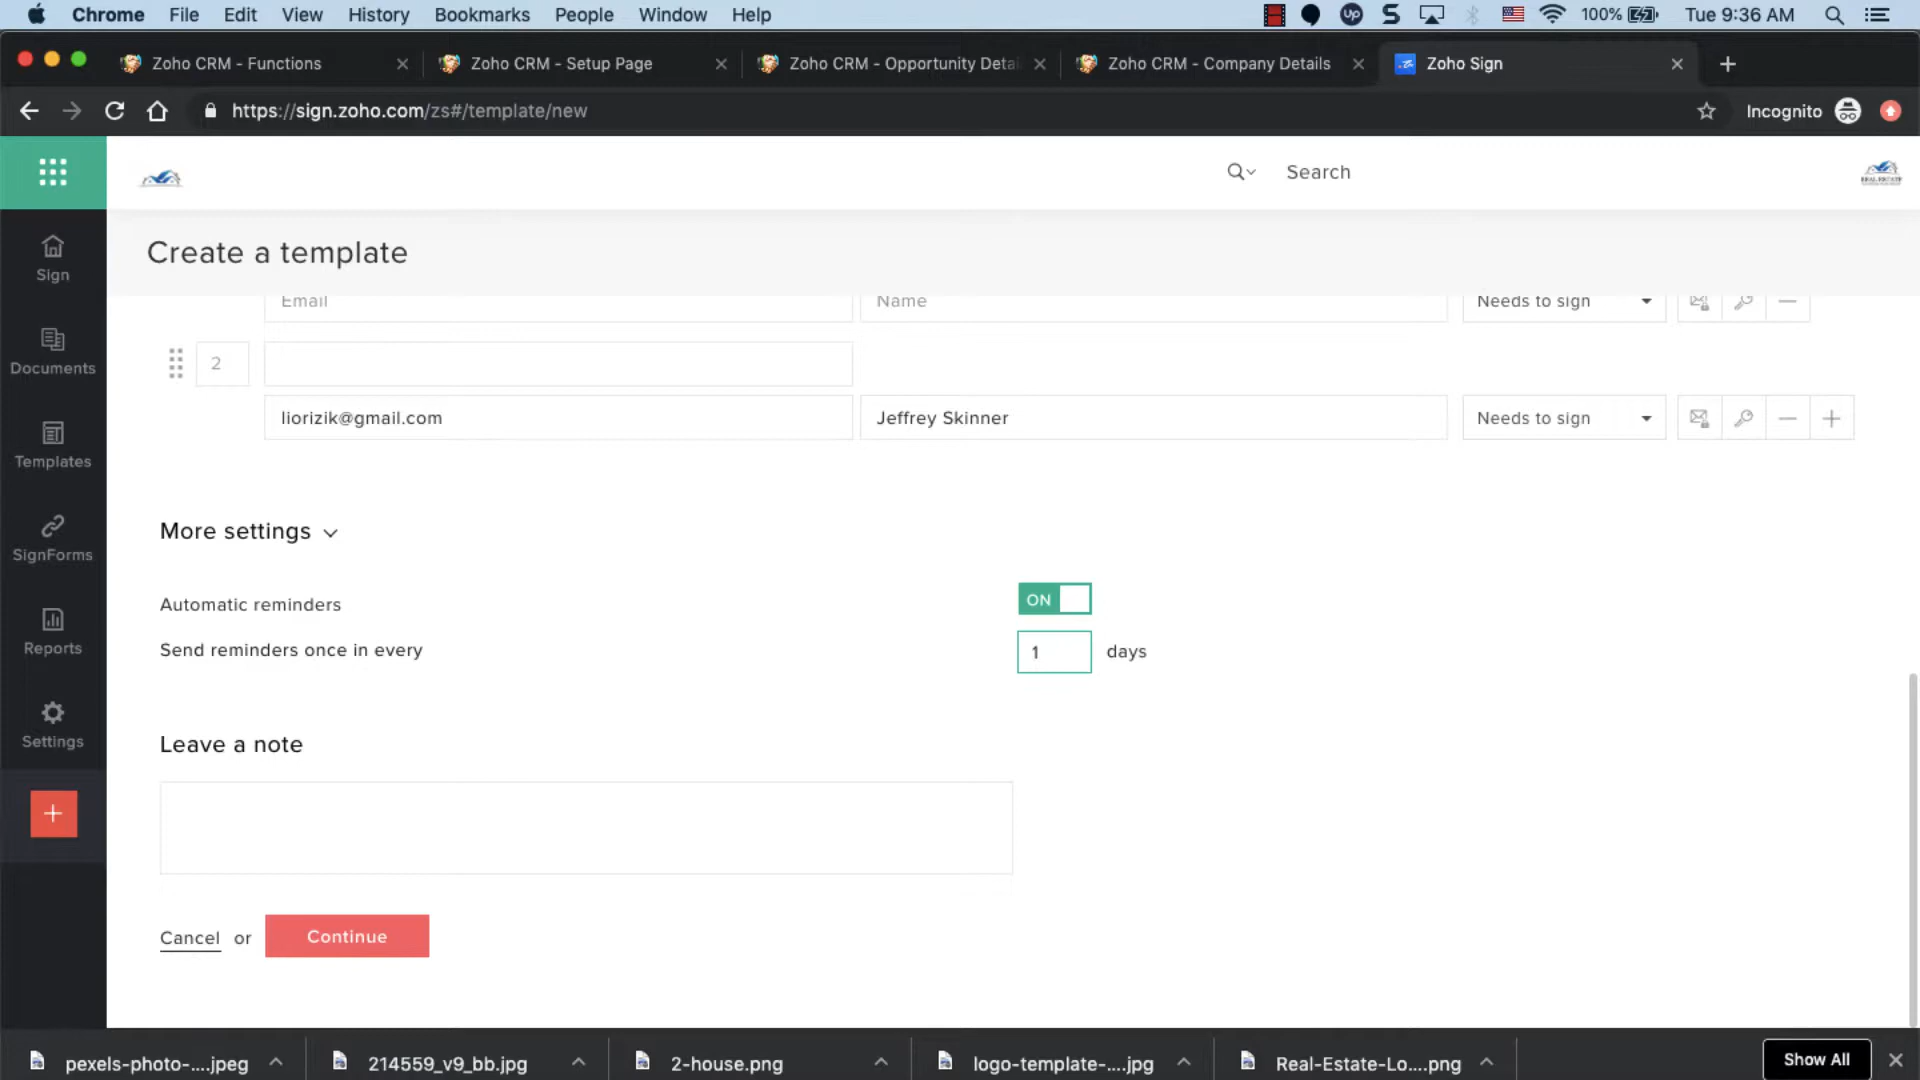 Chrome File Edit View History Bookmarks People Window Help Up S 100% Tue 9:36 AM
Zoho CRM - Functions Zoho CRM - Setup Page Zoho CRM - Opportunity Detai Zoho CRM - Company Details Zoho Sign
https://sign.zoho.com/zs#/template/new Incognito
Search
REAL ESTATE
Create a template
Sign
Documents
Templates
SignForms
Reports
Settings
Email Name Needs to sign
2
liorizik@gmail.com Jeffrey Skinner Needs to sign
More settings
Automatic reminders ON
Send reminders once in every 1 days
Leave a note
Cancel or Continue
pexels-photo-....jpeg 214559_v9_bb.jpg 2-house.png logo-template-....jpg Real-Estate-Lo....png Show All